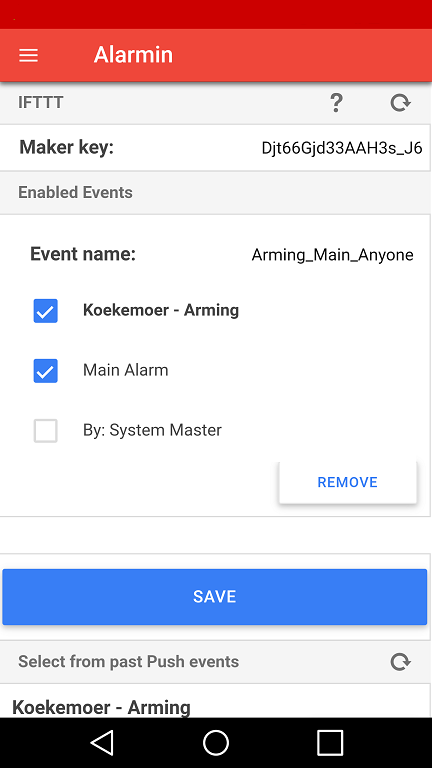 Alarmin
IFTTT
?
Maker key: Djt66Gjd33AAH3s_J6
Enabled Events
Event name: Arming_Main_Anyone
Koekemoer - Arming
Main Alarm
By: System Master
REMOVE
SAVE
Select from past Push events
Koekemoer - Arming